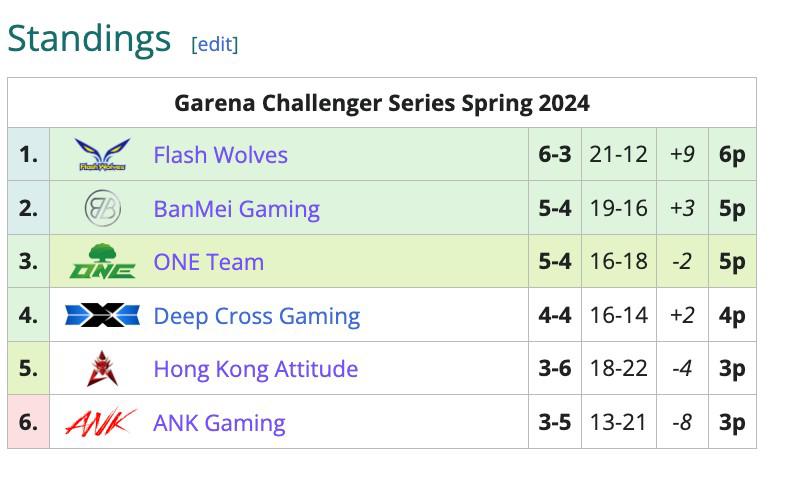 Standings [edit]
Garena Challenger Series Spring 2024
1. Flash Wolves Flash Wolves 6-3 21-12 +9 6p
2. BanMei Gaming 5-4 19-16 +3 5p
3. ONE ONE Team 5-4 16-18 -2 5p
4. Deep Cross Gaming 4-4 16-14 +2 4p
5. Hong Kong Attitude 3-6 18-22 -4 3p
6. ANK ANK Gaming 3-5 13-21 -8 3p